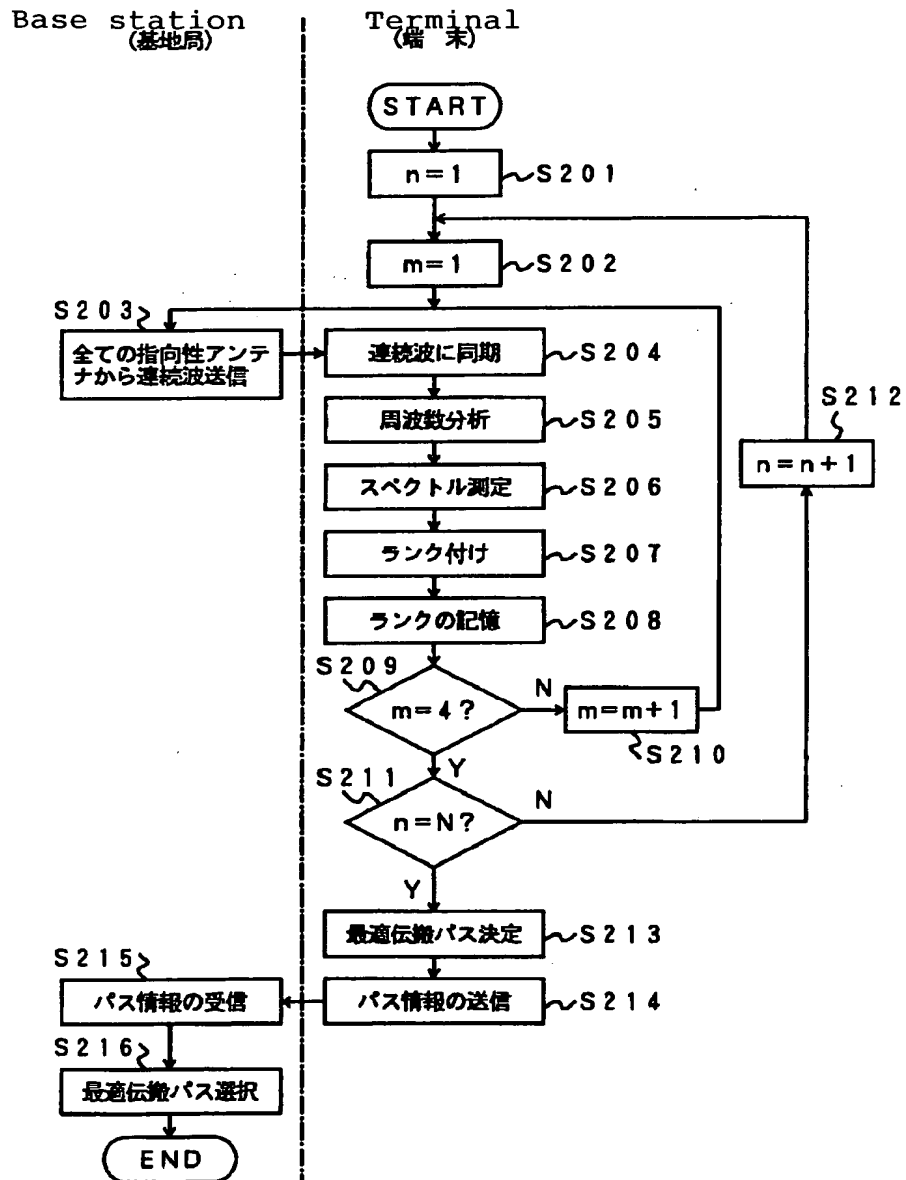 Base station
(基地局)
Terminal
(端 末)
START
n=1
S201
m=1
S202
S203
全ての指向性アンテ
ナから連続波送信
連続波に同期
S204
周波数分析
S205
スペクトル測定
S206
ランク付け
S207
ランクの記憶
S208
S209
m=4?
N
m=m+1
S210
Y
S211
n=N?
N
S212
n=n+1
Y
最適伝搬パス決定
S213
パス情報の送信
S214
S215
パス情報の受信
S216
最適伝搬パス選択
END